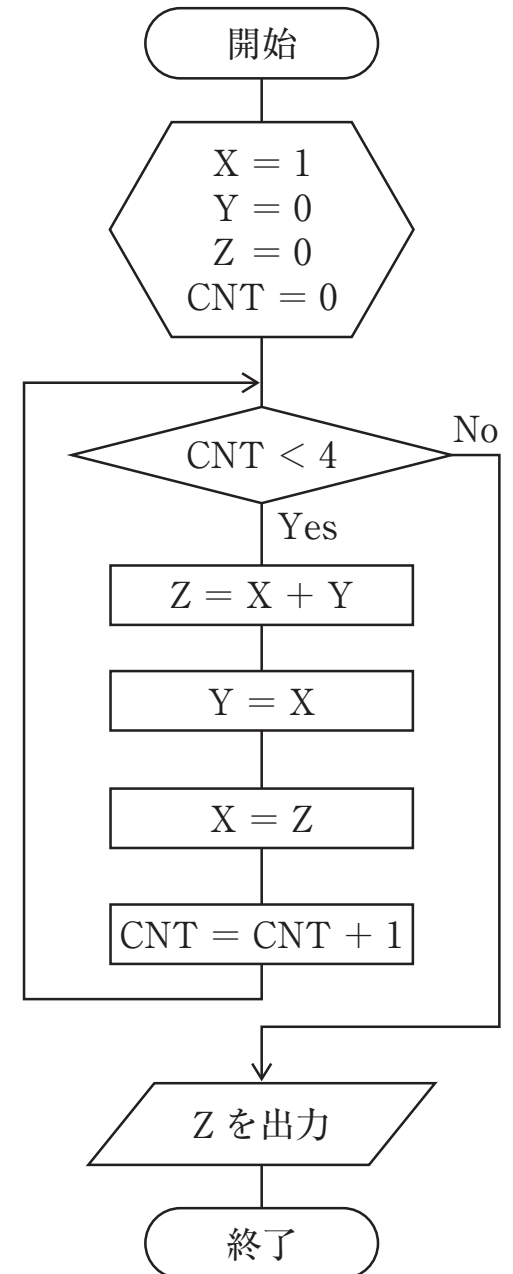 開始
X = 1
Y = 0
Z = 0
CNT = 0
CNT < 4
No
Yes
Z = X + Y
Y = X
X = Z
CNT = CNT + 1
Z を出力
終了